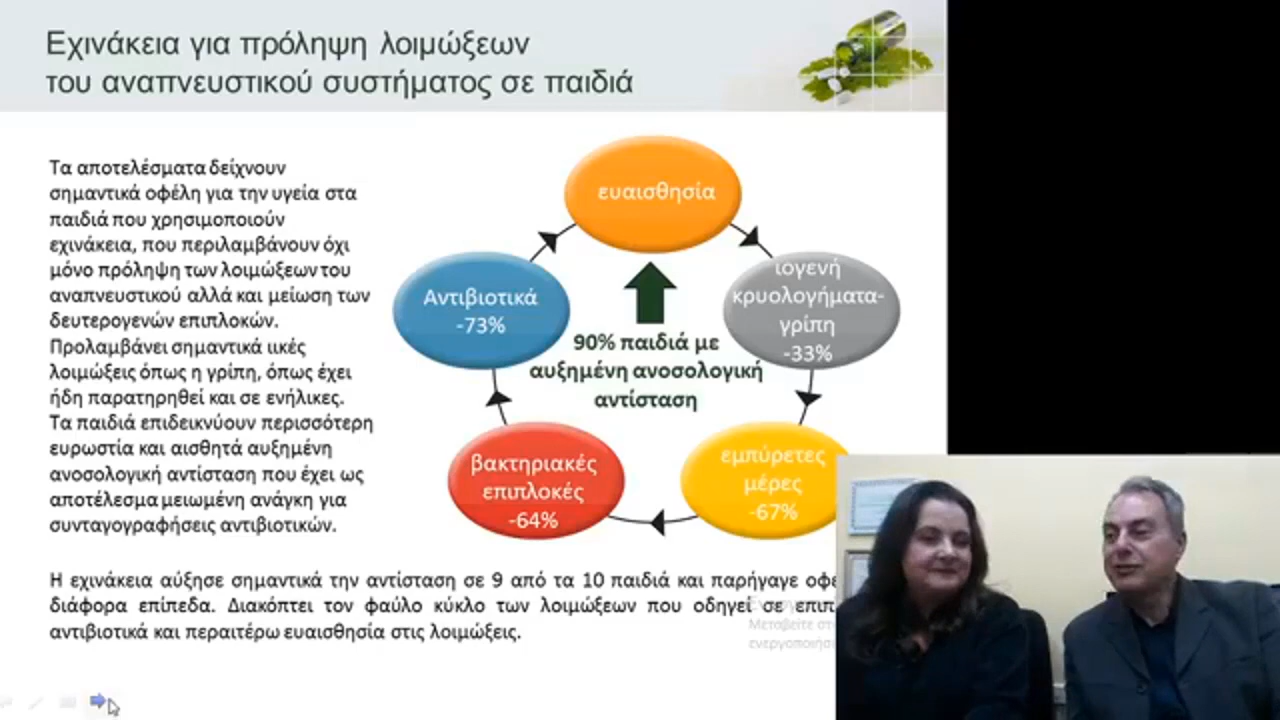 Εχινάκεια για πρόληψη λοιμώξεων
του αναπνευστικού συστήματος σε παιδιά
Τα αποτελέσματα δείχνουν
σημαντικά οφέλη για την υγεία στα
παιδιά που χρησιμοποιούν
εχινάκεια, που περιλαμβάνουν όχι
μόνο πρόληψη των λοιμώξεων του
αναπνευστικού αλλά και μείωση των
δευτερογενών επιπλοκών.
Προλαμβάνει σημαντικά ιικές
λοιμώξεις όπως η γρίπη, όπως έχει
ήδη παρατηρηθεί και σε ενήλικες.
Τα παιδιά επιδεικνύουν περισσότερη
ευρωστία και αισθητά αυξημένη
ανοσολογική αντίσταση που έχει ως
αποτέλεσμα μειωμένη ανάγκη για
συνταγογραφήσεις αντιβιοτικών.
ευαισθησία
ιογενή
κρυολογήματα-
γρίπη
-33%
εμπύρετες
μέρες
-67%
βακτηριακές
επιπλοκές
-64%
Αντιβιοτικά
-73%
90% παιδιά με
αυξημένη ανοσολογική
αντίσταση
Η εχινάκεια αύξησε σημαντικά την αντίσταση σε 9 από τα 10 παιδιά και παρήγαγε οφε
διάφορα επίπεδα. Διακόπτει τον φαύλο κύκλο των λοιμώξεων που οδηγεί σε επιπ
αντιβιοτικά και περαιτέρω ευαισθησία στις λοιμώξεις.
Μεταβείτε στ
ενεργοποιήσ